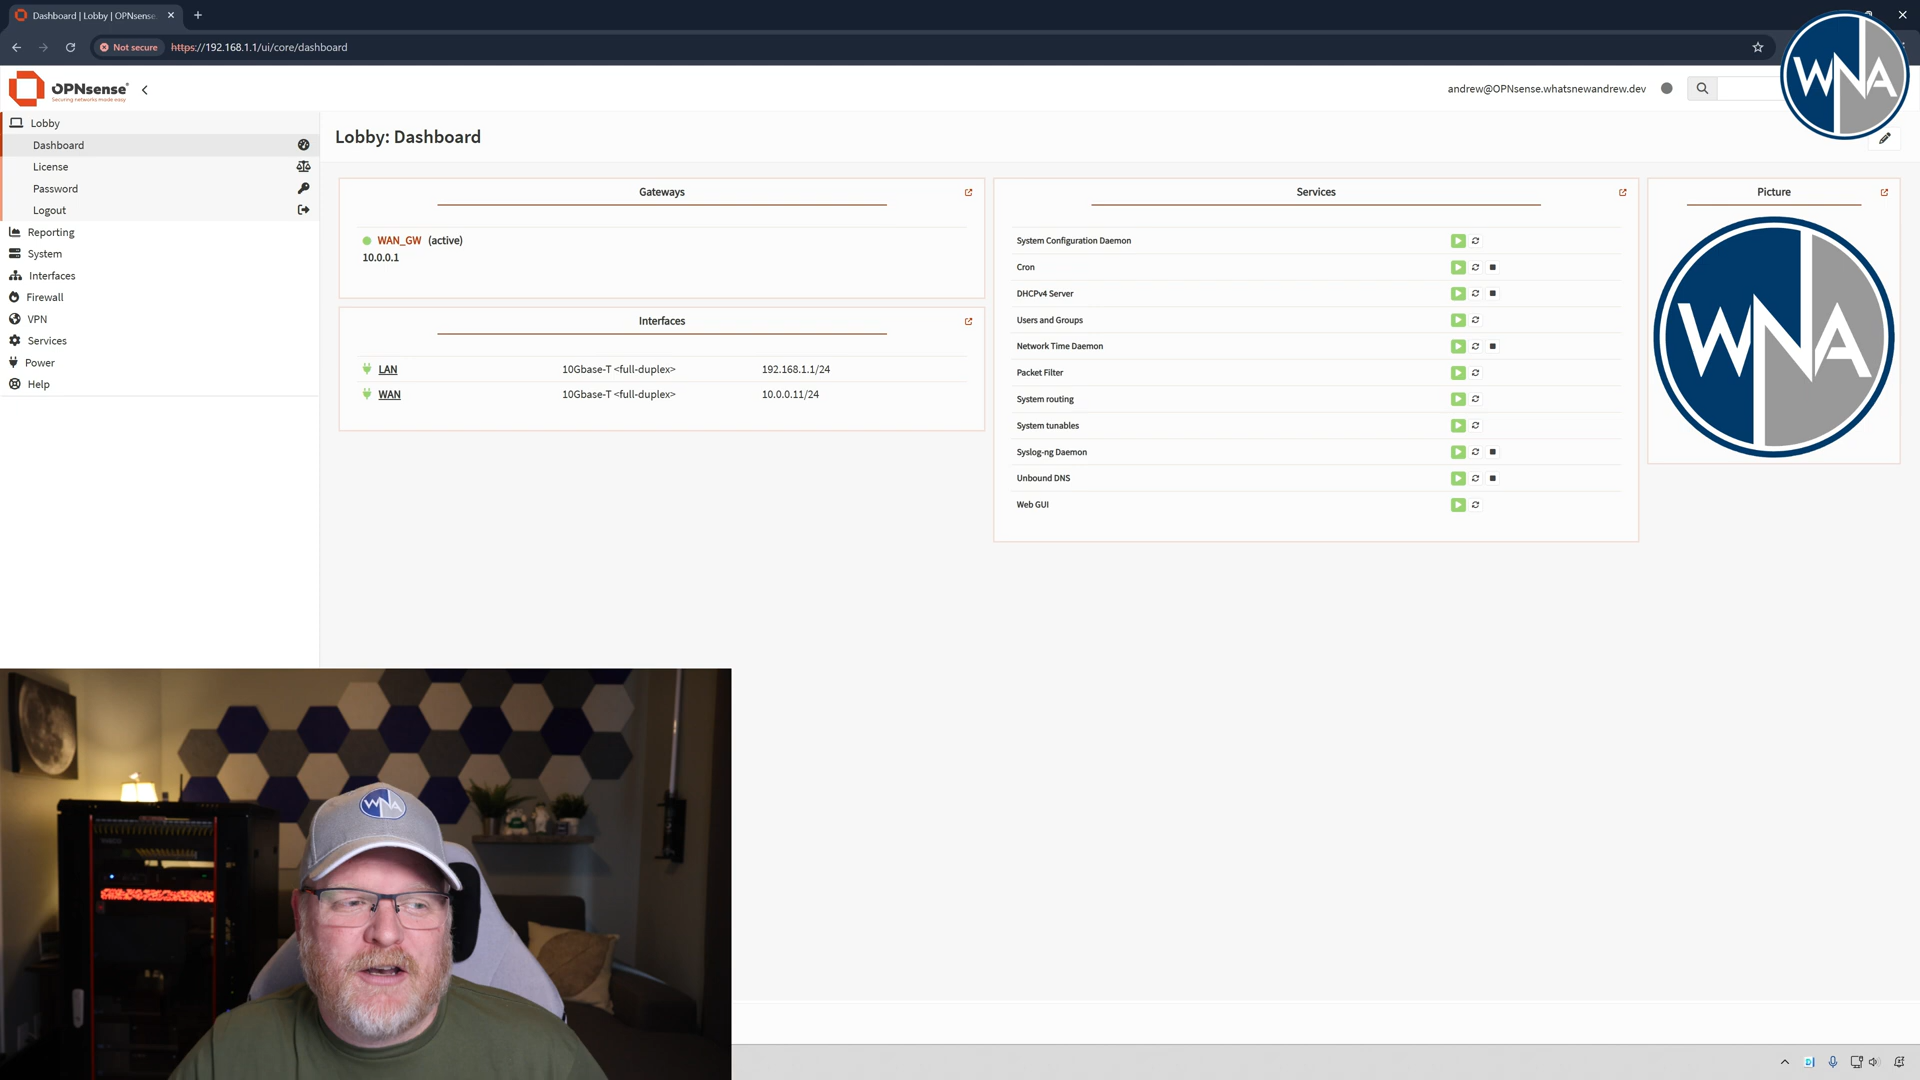 Dashboard | Lobby | OPNsense.
Not secure https://192.168.1.1/ui/core/dashboard
WNA
OPNsense
Securing networks made easy
andrew@OPNsense.whatsnewandrew.dev
Lobby
Dashboard
License
Password
Logout
Reporting
System
Interfaces
Firewall
VPN
Services
Power
Help
Lobby: Dashboard
Gateways
WAN_GW (active)
10.0.0.1
Interfaces
LAN 10Gbase-T <full-duplex> 192.168.1.1/24
WAN 10Gbase-T <full-duplex> 10.0.0.11/24
Services
System Configuration Daemon
Cron
DHCPv4 Server
Users and Groups
Network Time Daemon
Packet Filter
System routing
System tunables
Syslog-ng Daemon
Unbound DNS
Web GUI
Picture
WNA
WNA